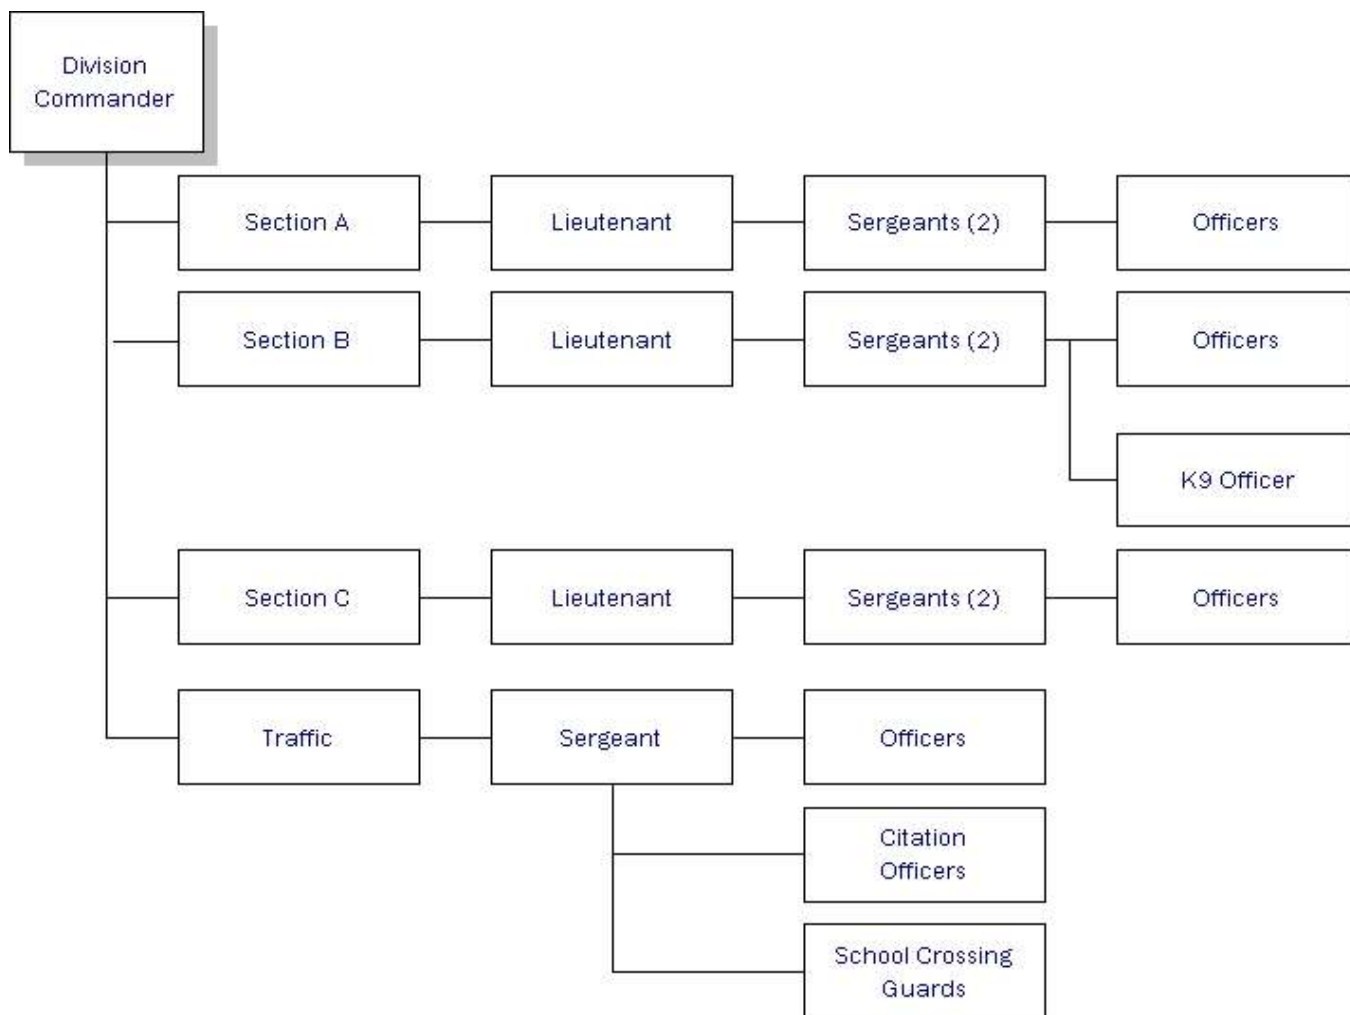 Division
Commander
Section A
Lieutenant
Sergeants (2)
Officers
Section B
Lieutenant
Sergeants (2)
Officers
K9 Officer
Section C
Lieutenant
Sergeants (2)
Officers
Traffic
Sergeant
Officers
Citation
Officers
School Crossing
Guards